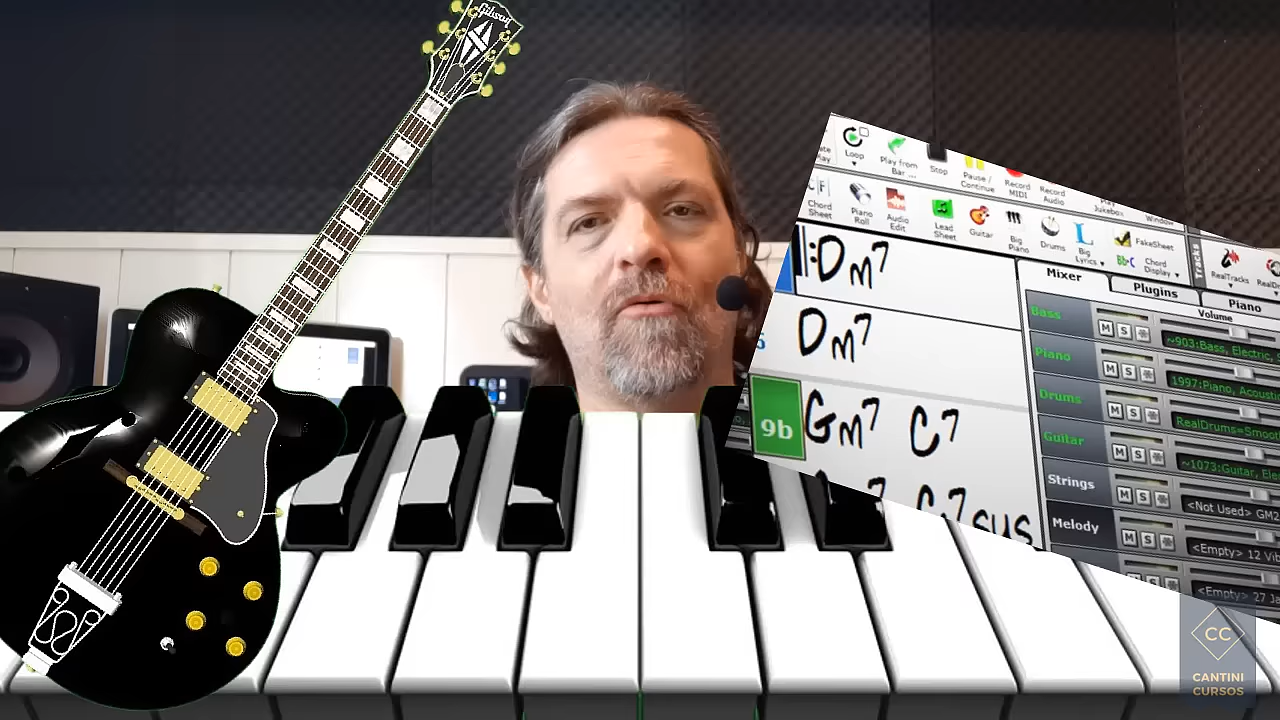 Gibson
Loop
Play from
Bar ...
Stop
Pause /
Continue
Record
MIDI
Record
Audio
Play
Jukebox
Window
Chord
Sheet
Piano
Roll
Audio
Edit
Lead
Sheet
Guitar
Big
Piano
Drums
Big
Lyrics
FakeSheet
Chord
Display
Tracks
RealTracks
Mixer
Plugins
Piano
Volume
Dm7
Dm7
9b
Gm7 C7
C7sus
Bass
M S
~903:Bass, Electric,
Piano
M S
1997:Piano, Acoustic
Drums
M S
RealDrums=Smoo
Guitar
M S
~1073:Guitar, Ele
Strings
M S
<Not Used> GM2
Melody
M S
<Empty> 12 Vib
<Empty> 27 Ja
CC
CANTINI
CURSOS